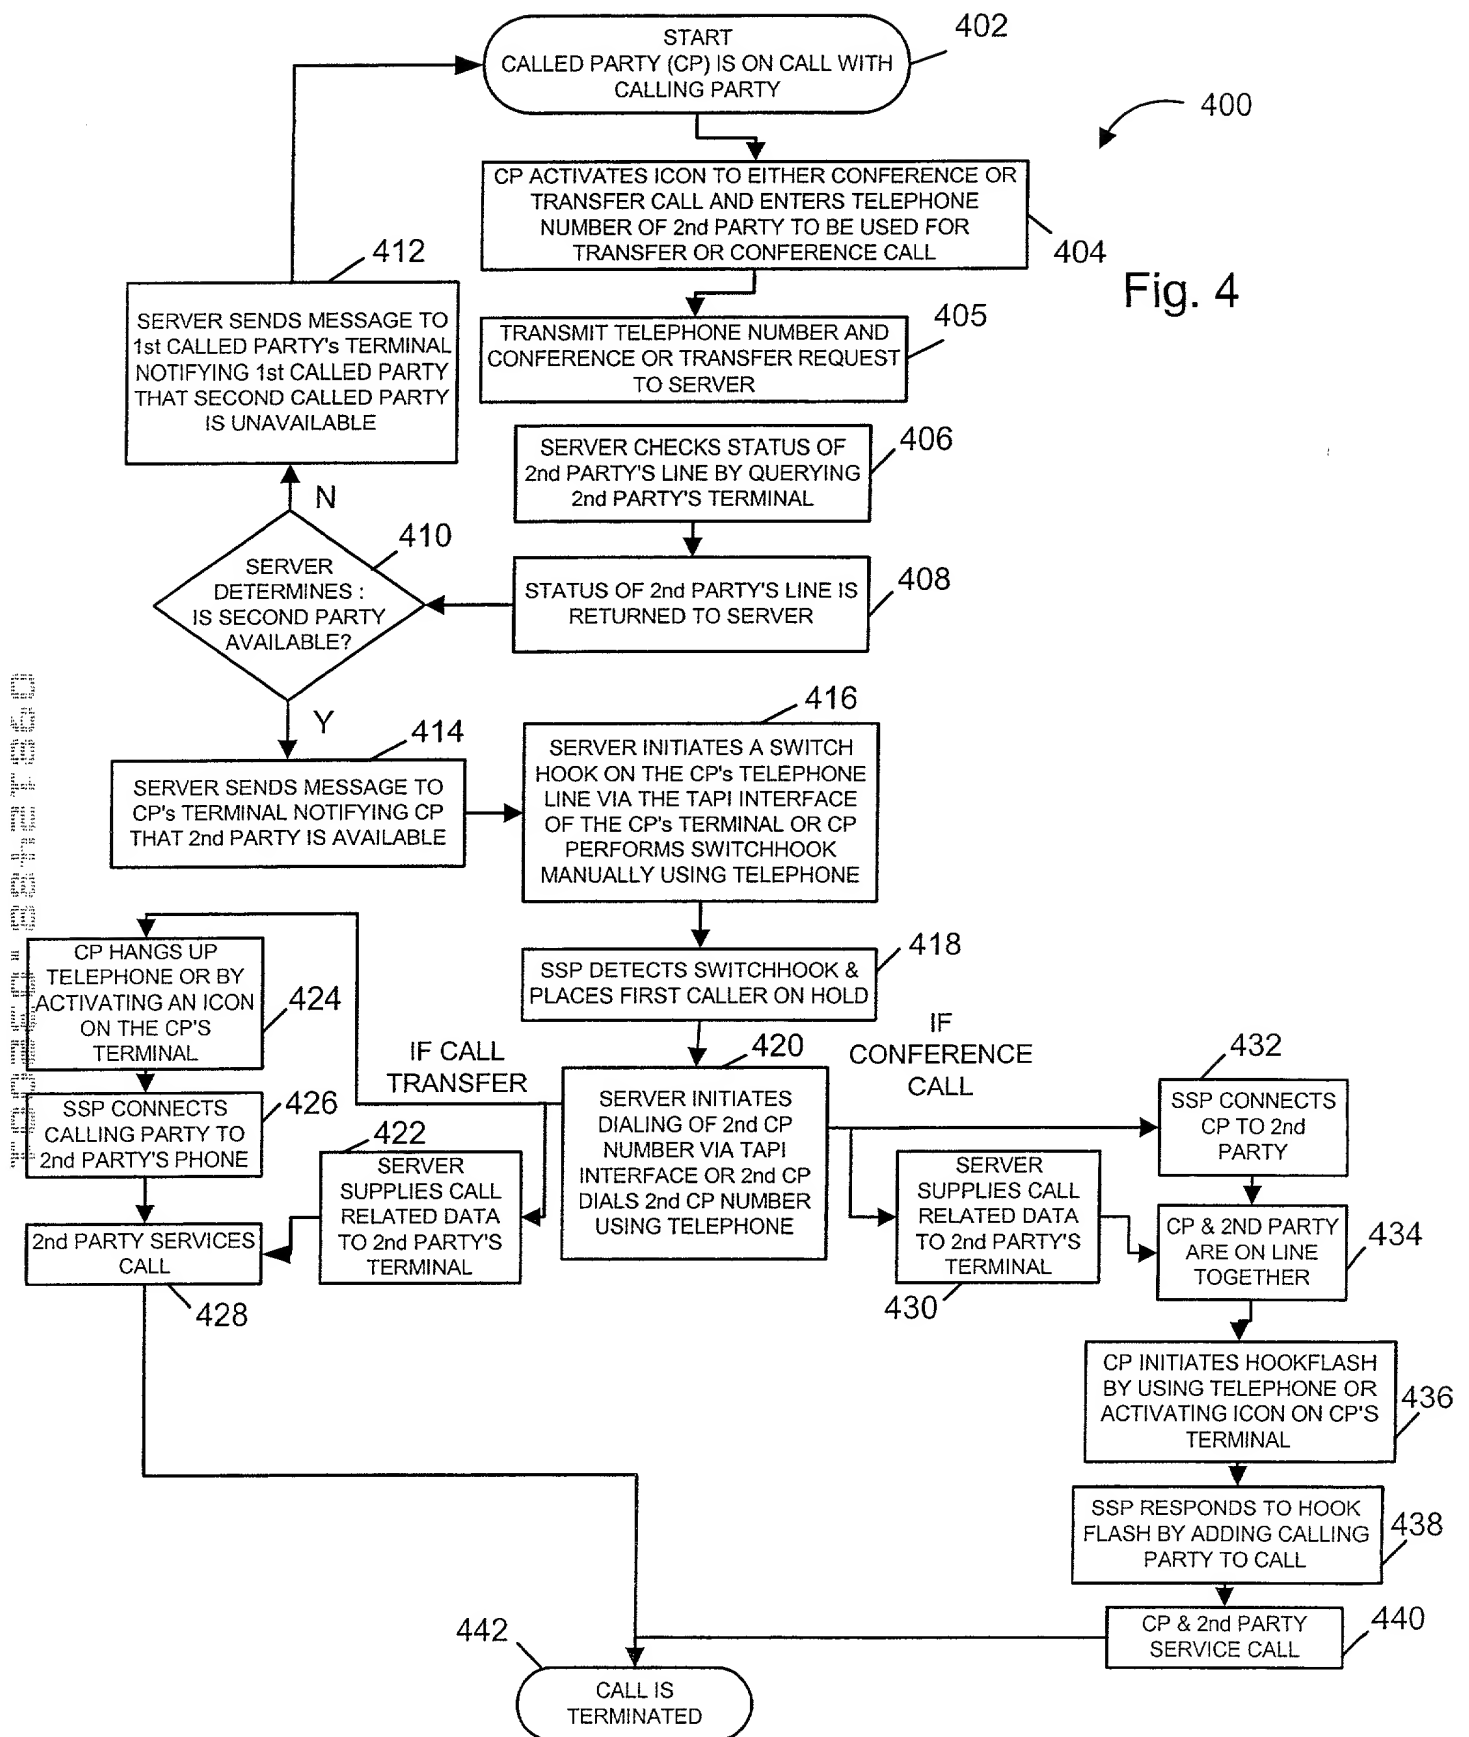 START
CALLED PARTY (CP) IS ON CALL WITH
CALLING PARTY
402
400
CP ACTIVATES ICON TO EITHER CONFERENCE OR
TRANSFER CALL AND ENTERS TELEPHONE
NUMBER OF 2nd PARTY TO BE USED FOR
TRANSFER OR CONFERENCE CALL
404
Fig. 4
TRANSMIT TELEPHONE NUMBER AND
CONFERENCE OR TRANSFER REQUEST
TO SERVER
405
412
SERVER SENDS MESSAGE TO
1st CALLED PARTY's TERMINAL
NOTIFYING 1st CALLED PARTY
THAT SECOND CALLED PARTY
IS UNAVAILABLE
SERVER CHECKS STATUS OF
2nd PARTY'S LINE BY QUERYING
2nd PARTY'S TERMINAL
406
N
410
SERVER
DETERMINES :
IS SECOND PARTY
AVAILABLE?
STATUS OF 2nd PARTY'S LINE IS
RETURNED TO SERVER
408
Y
414
SERVER SENDS MESSAGE TO
CP's TERMINAL NOTIFYING CP
THAT 2nd PARTY IS AVAILABLE
416
SERVER INITIATES A SWITCH
HOOK ON THE CP's TELEPHONE
LINE VIA THE TAPI INTERFACE
OF THE CP's TERMINAL OR CP
PERFORMS SWITCHHOOK
MANUALLY USING TELEPHONE
SSP DETECTS SWITCHHOOK &
PLACES FIRST CALLER ON HOLD
418
CP HANGS UP
TELEPHONE OR BY
ACTIVATING AN ICON
ON THE CP'S
TERMINAL
424
IF CALL
TRANSFER
420
SERVER INITIATES
DIALING OF 2nd CP
NUMBER VIA TAPI
INTERFACE OR 2nd CP
DIALS 2nd CP NUMBER
USING TELEPHONE
IF
CONFERENCE
CALL
432
SSP CONNECTS
CP TO 2nd
PARTY
SSP CONNECTS
CALLING PARTY TO
2nd PARTY'S PHONE
426
422
SERVER
SUPPLIES CALL
RELATED DATA
TO 2nd PARTY'S
TERMINAL
SERVER
SUPPLIES CALL
RELATED DATA
TO 2nd PARTY'S
TERMINAL
430
2nd PARTY SERVICES
CALL
428
CP & 2ND PARTY
ARE ON LINE
TOGETHER
434
CP INITIATES HOOKFLASH
BY USING TELEPHONE OR
ACTIVATING ICON ON CP'S
TERMINAL
436
SSP RESPONDS TO HOOK
FLASH BY ADDING CALLING
PARTY TO CALL
438
CP & 2nd PARTY
SERVICE CALL
440
442
CALL IS
TERMINATED